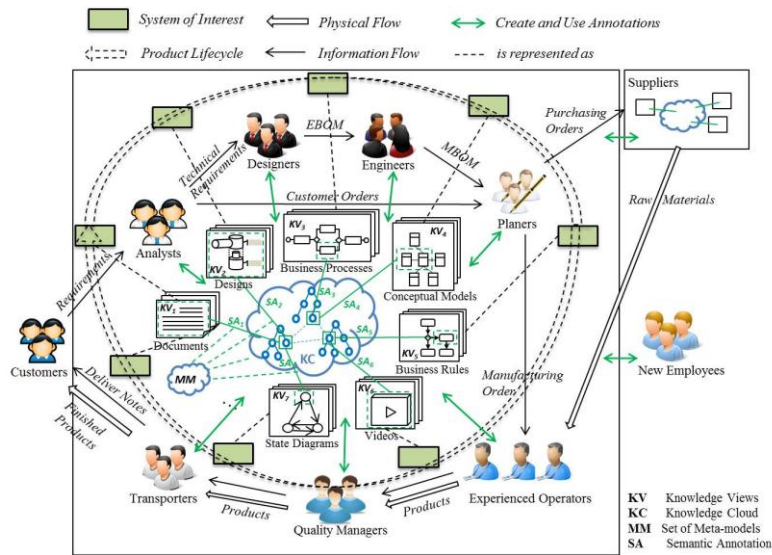 System of Interest
Physical Flow
Create and Use Annotations
Product Lifecycle
Information Flow
is represented as
Suppliers
Purchasing
Orders
EBOM
Technical
Requirements
Designers
Engineers
MBOM
Customer Orders
Raw Materials
Analysts
Planers
KV3
Business Processes
KV4
Conceptual Models
KV2
Designs
Requirements
SA2
SA3
SA4
KV1
Documents
SA1
SA5
KV5
Business Rules
KC
SA6
SA
MM
Customers
New Employees
Deliver Notes
Finished
Products
Manufacturing
Order
KV7
State Diagrams
KV6
Videos
...
Transporters
Products
Quality Managers
Products
Experienced Operators
KV Knowledge Views
KC Knowledge Cloud
MM Set of Meta-models
SA Semantic Annotation